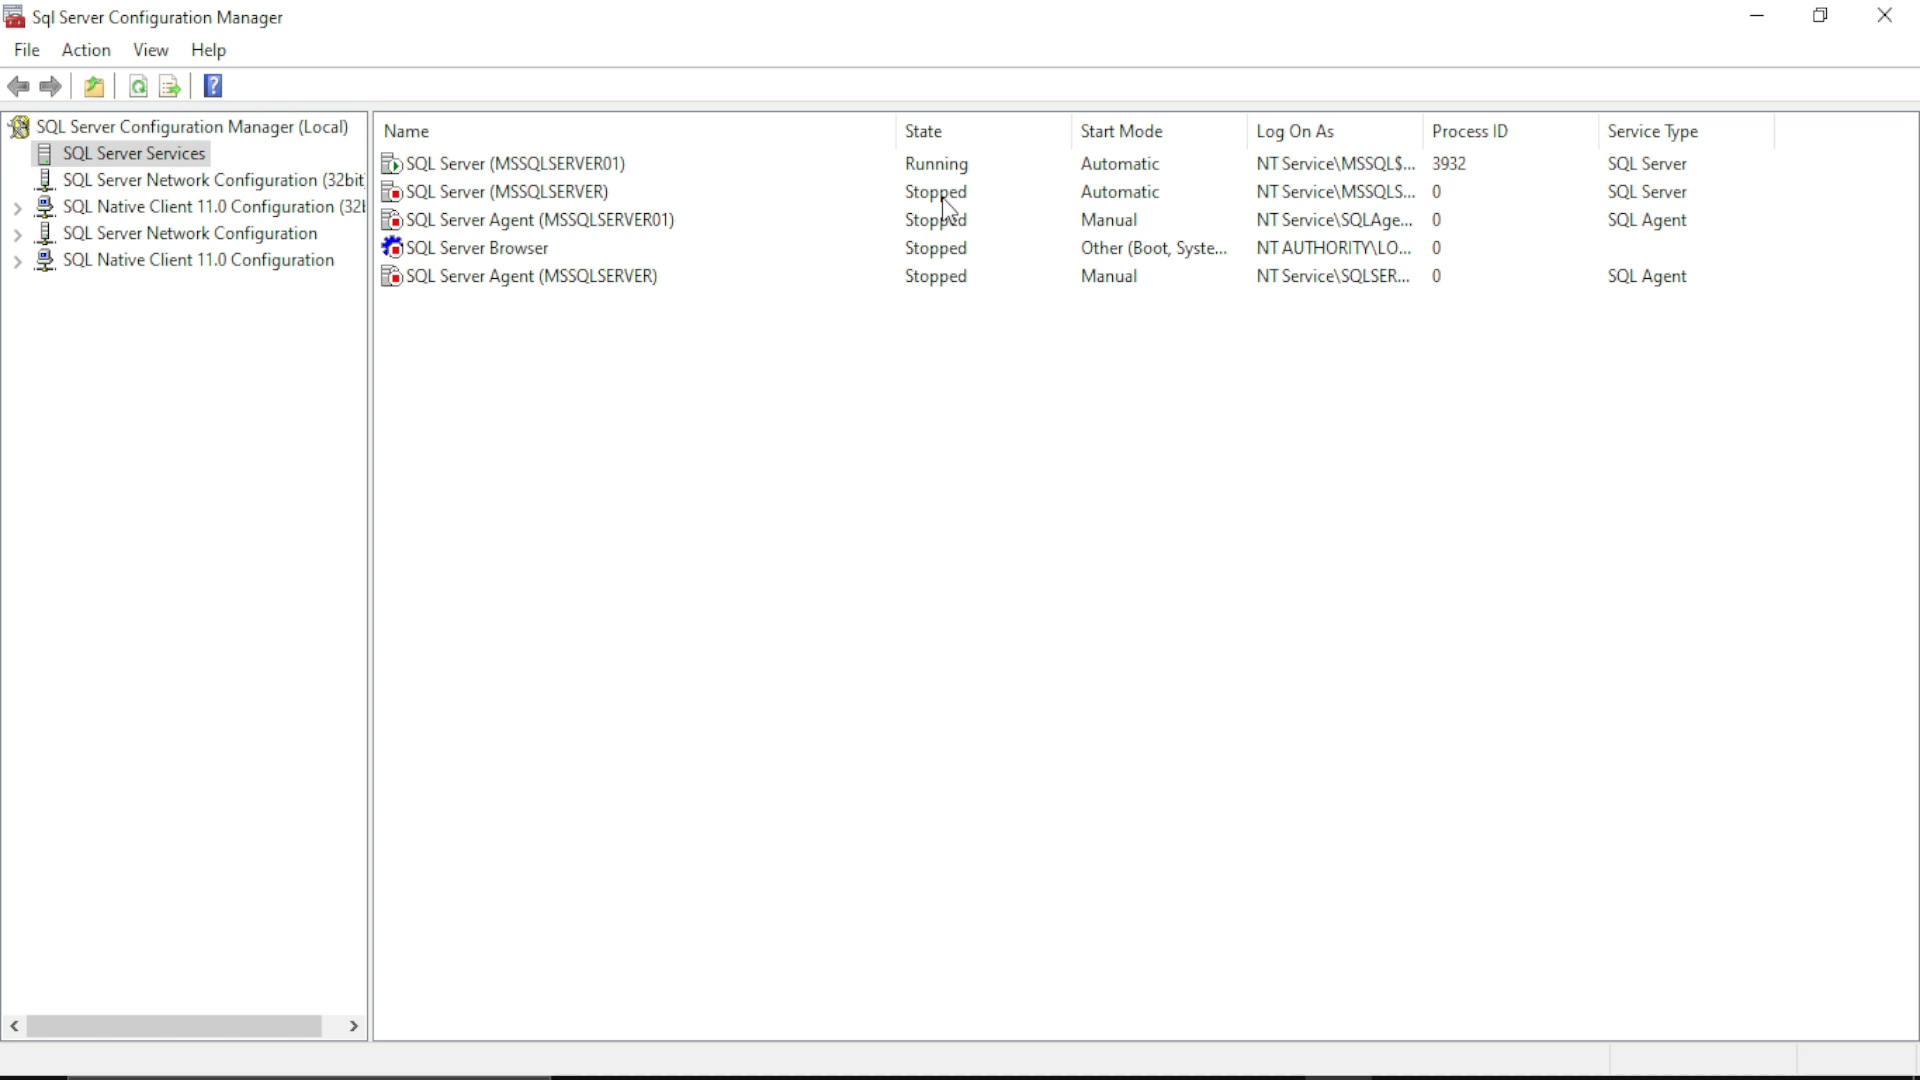 Sql Server Configuration Manager
File Action View Help
SQL Server Configuration Manager (Local)
SQL Server Services
SQL Server Network Configuration (32bit
SQL Native Client 11.0 Configuration (32b
SQL Server Network Configuration
SQL Native Client 11.0 Configuration
Name State Start Mode Log On As Process ID Service Type
SQL Server (MSSQLSERVER01) Running Automatic NT Service\MSSQL$... 3932 SQL Server
SQL Server (MSSQLSERVER) Stopped Automatic NT Service\MSSQLS... 0 SQL Server
SQL Server Agent (MSSQLSERVER01) Stopped Manual NT Service\SQLAge... 0 SQL Agent
SQL Server Browser Stopped Other (Boot, Syste... NT AUTHORITY\LO... 0
SQL Server Agent (MSSQLSERVER) Stopped Manual NT Service\SQLSER... 0 SQL Agent